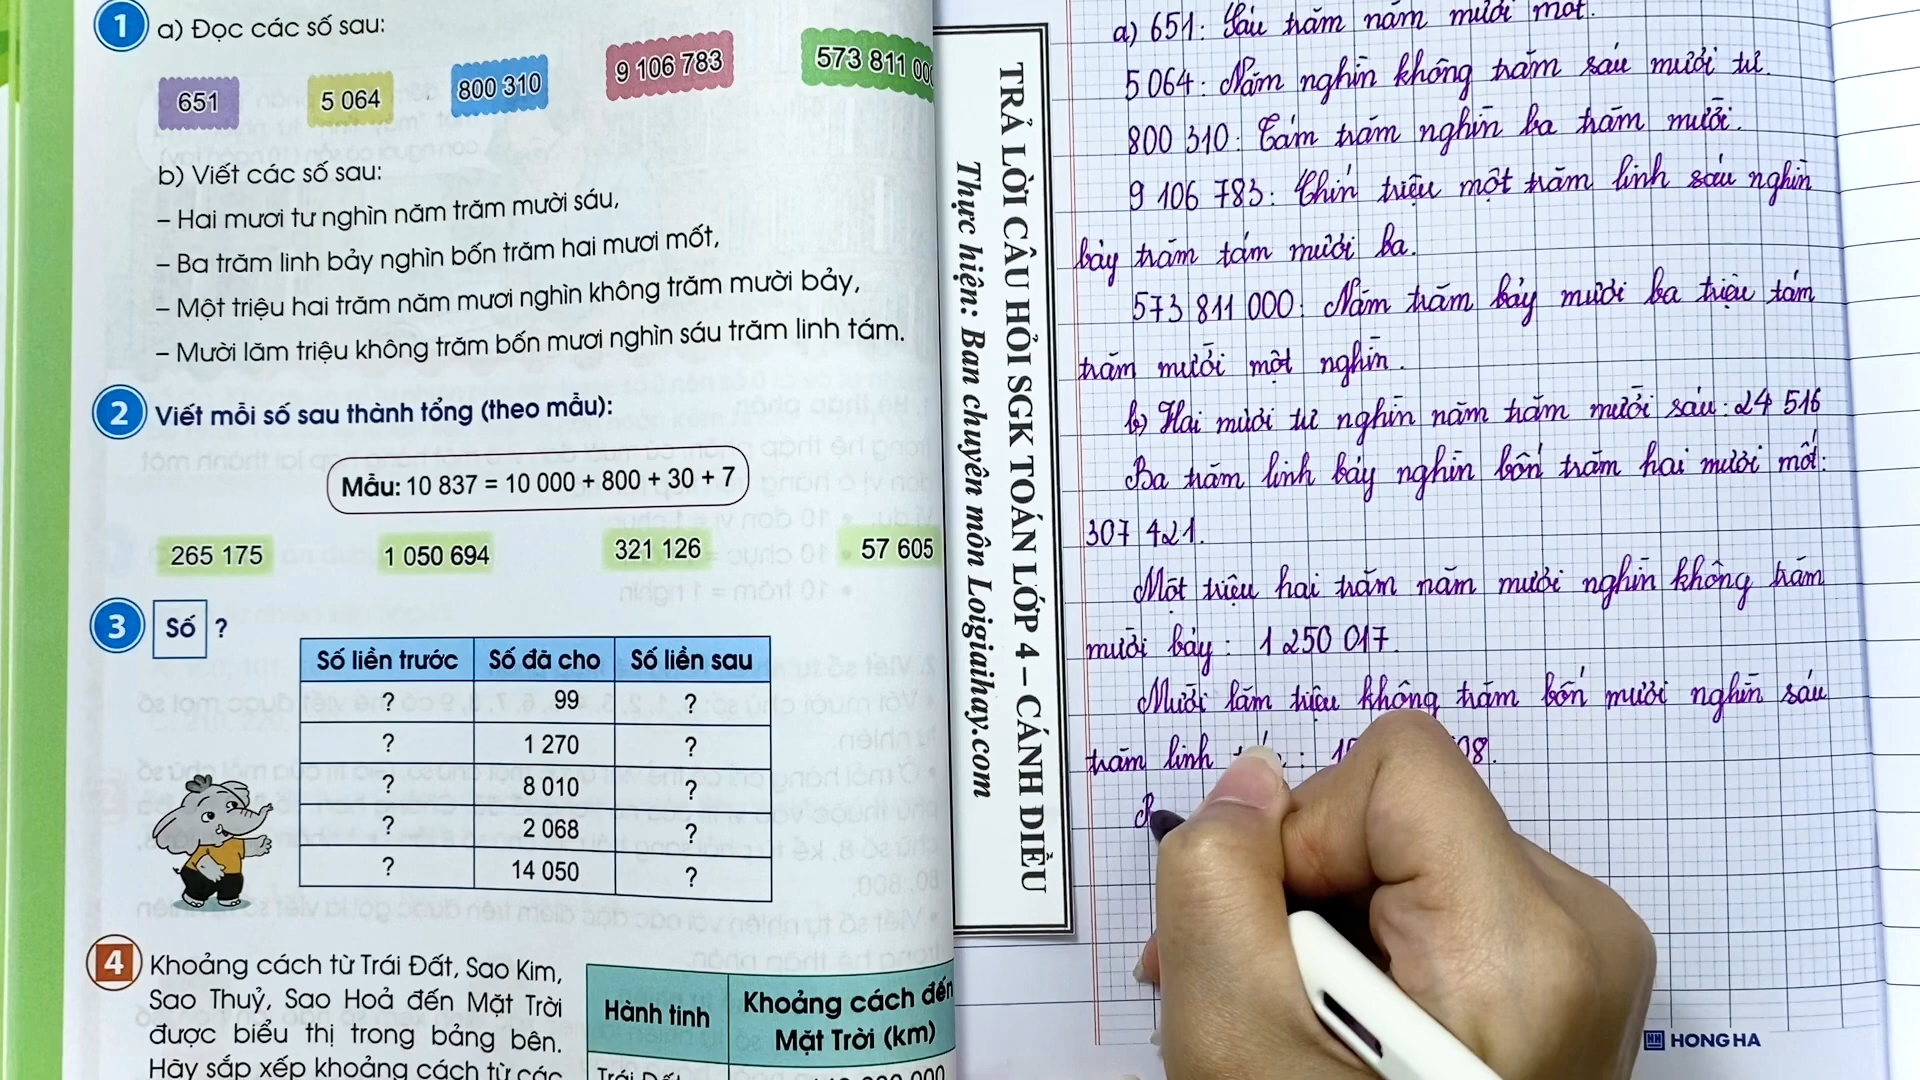 1 a) Đọc các số sau:
651
5 064
800 310
9 106 783
573 811 000
b) Viết các số sau:
– Hai mươi tư nghìn năm trăm mười sáu,
– Ba trăm linh bảy nghìn bốn trăm hai mươi mốt,
– Một triệu hai trăm năm mươi nghìn không trăm mười bảy,
– Mười lăm triệu không trăm bốn mươi nghìn sáu trăm linh tám.
2 Viết mỗi số sau thành tổng (theo mẫu):
Mẫu: 10 837 = 10 000 + 800 + 30 + 7
265 175
1 050 694
321 126
57 605
3 Số ?
Số liền trước Số đã cho Số liền sau
? 99 ?
? 1 270 ?
? 8 010 ?
? 2 068 ?
? 14 050 ?
4 Khoảng cách từ Trái Đất, Sao Kim,
Sao Thuỷ, Sao Hoả đến Mặt Trời
được biểu thị trong bảng bên.
Hãy sắp xếp khoảng cách từ các
Hành tinh
Khoảng cách đến
Mặt Trời (km)
Trái Đất
TRẢ LỜI CÂU HỎI SGK TOÁN LỚP 4 – CÁNH DIỀU
Thực hiện: Ban chuyên môn Loigiaihay.com
a) 651: Sáu trăm năm mươi mốt.
5 064: Năm nghìn không trăm sáu mươi tư.
800 310: Tám trăm nghìn ba trăm mười.
9 106 783: Chín triệu một trăm linh sáu nghìn
bảy trăm tám mươi ba.
573 811 000: Năm trăm bảy mươi ba triệu tám
trăm mười một nghìn.
b) Hai mươi tư nghìn năm trăm mười sáu: 24 516
Ba trăm linh bảy nghìn bốn trăm hai mươi mốt:
307 421.
Một triệu hai trăm năm mươi nghìn không trăm
mười bảy: 1 250 017.
Mười lăm triệu không trăm bốn mươi nghìn sáu
trăm linh : 15 08.
HONG HA